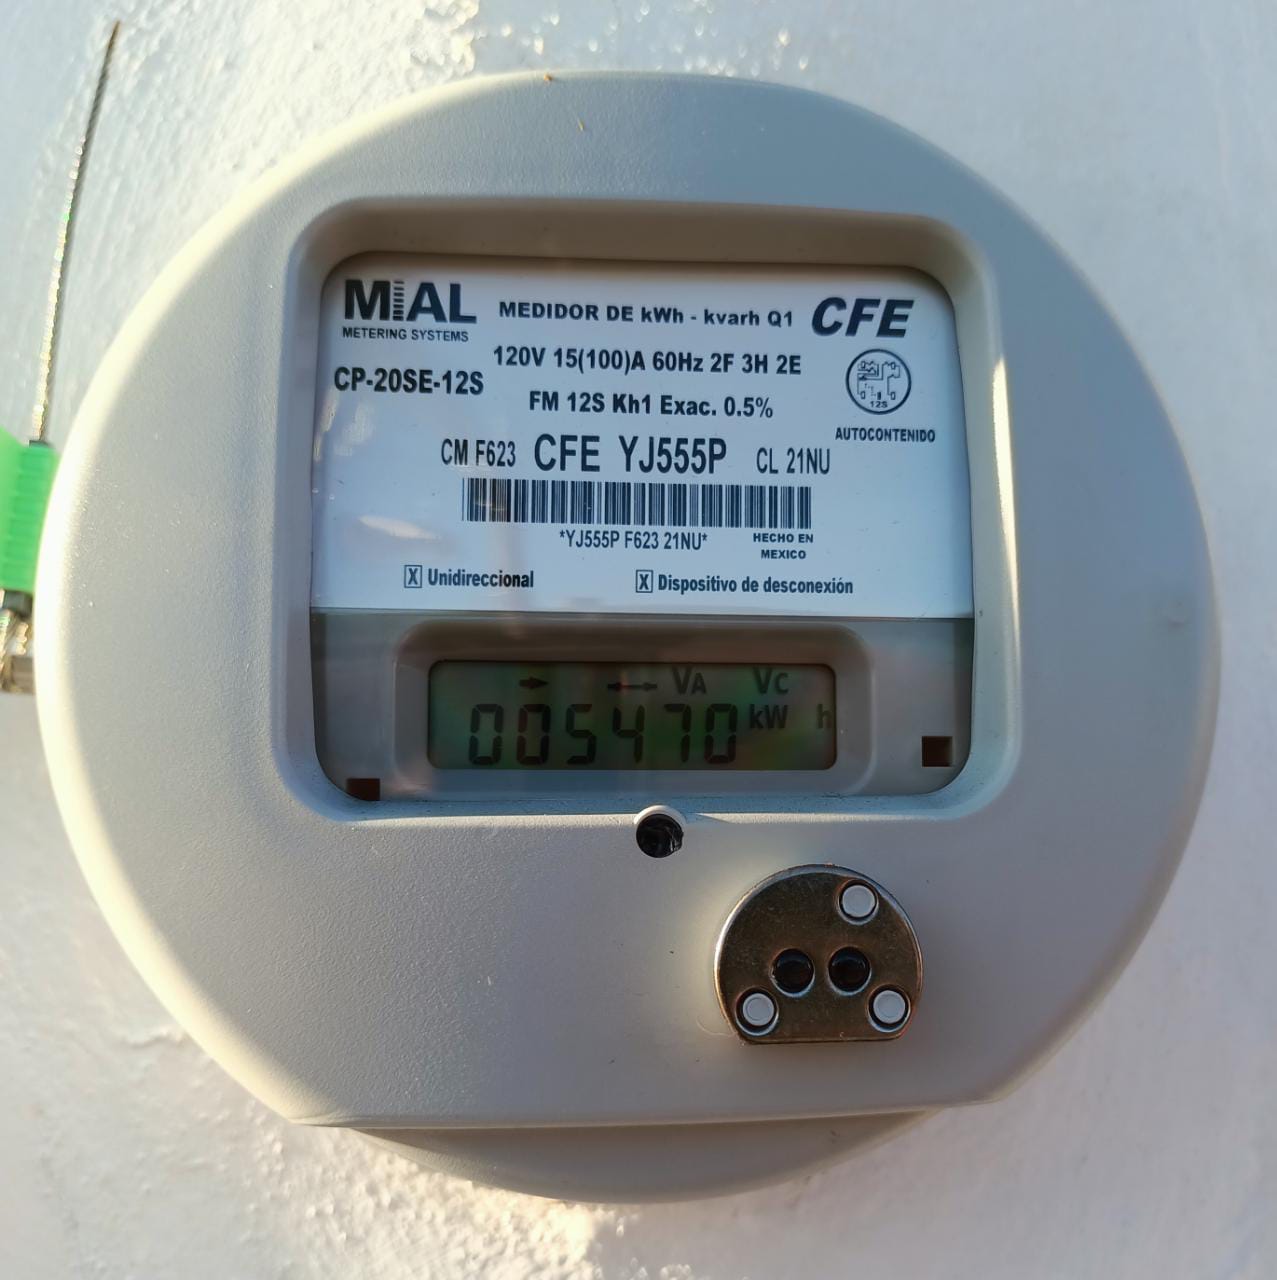 MIAL
METERING SYSTEMS
MEDIDOR DE kWh - kvarh Q1
CFE
120V 15(100)A 60Hz 2F 3H 2E
CP-20SE-12S
FM 12S Kh1 Exac. 0.5%
12S
AUTOCONTENIDO
CM F623 CFE YJ555P CL 21NU
*YJ555P F623 21NU*
HECHO EN
MEXICO
X Unidireccional
X Dispositivo de desconexión
VA VC
005470 kW h